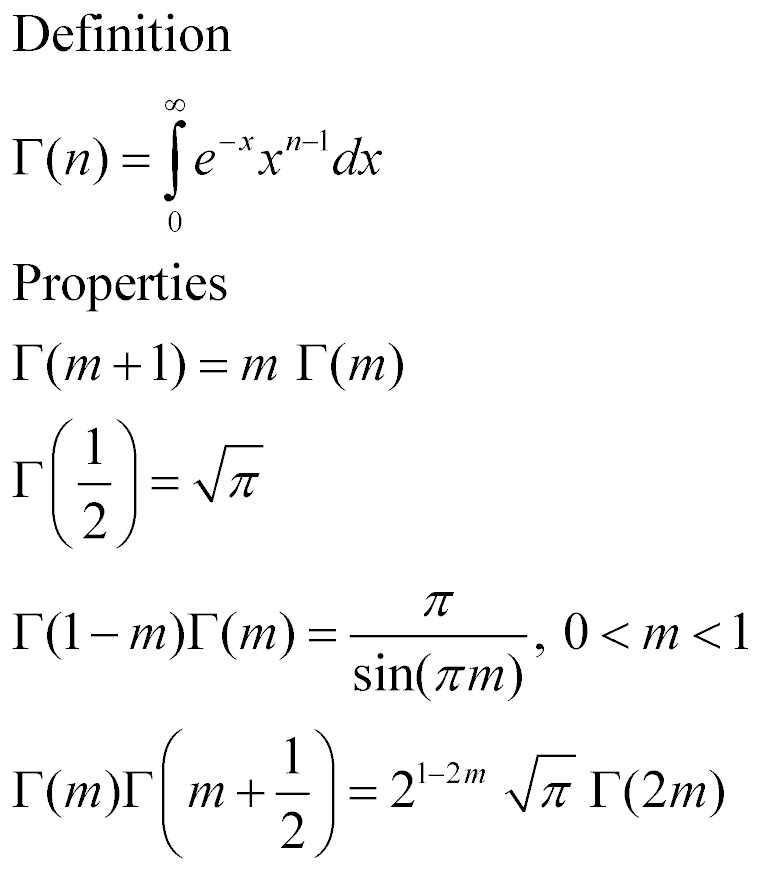 Definition
Γ(n) = ∫₀^∞ e^{−x} x^{n−1} dx
Properties
Γ(m + 1) = m Γ(m)
Γ(1/2) = √π
Γ(1 − m)Γ(m) = π/sin(πm), 0 < m < 1
Γ(m)Γ(m + 1/2) = 2^{1−2m} √π Γ(2m)